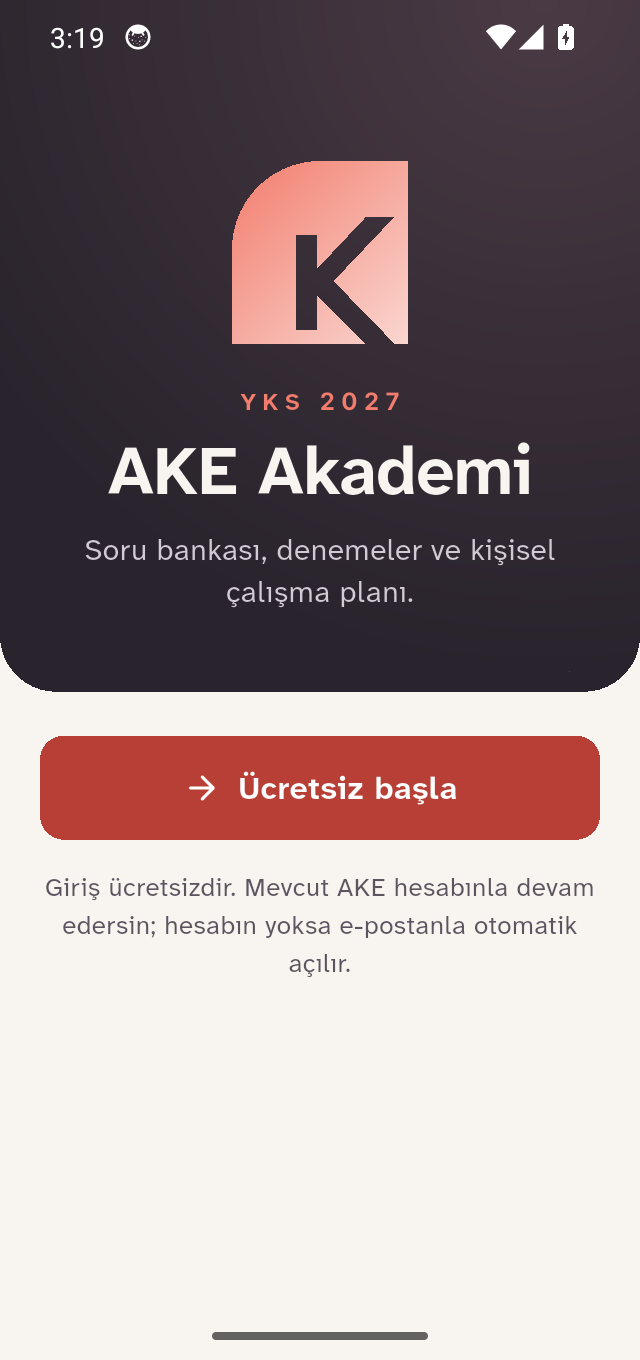 3:19
K
YKS 2027
AKE Akademi
Soru bankası, denemeler ve kişisel
çalışma planı.
Ücretsiz başla
Giriş ücretsizdir. Mevcut AKE hesabınla devam
edersin; hesabın yoksa e-postanla otomatik
açılır.